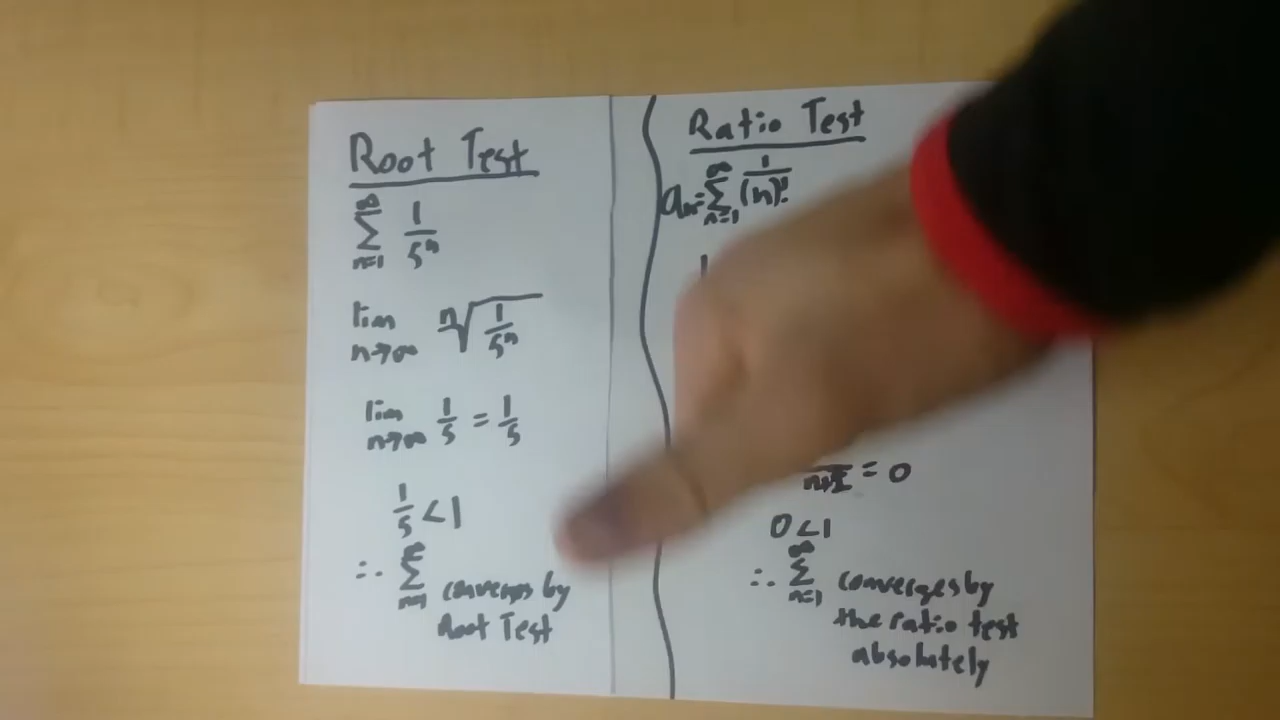 Root Test
∞
Σ 1/5ⁿ
n=1
lim ⁿ√(1/5ⁿ)
n→∞
lim 1/5 = 1/5
n→∞
1/5 < 1
∞
∴ Σ converges by
n=1
Root Test
Ratio Test
∞
aₙ = Σ 1/(n)!
n=1
= 0
0 < 1
∞
∴ Σ converges by
n=1
the ratio test
absolutely